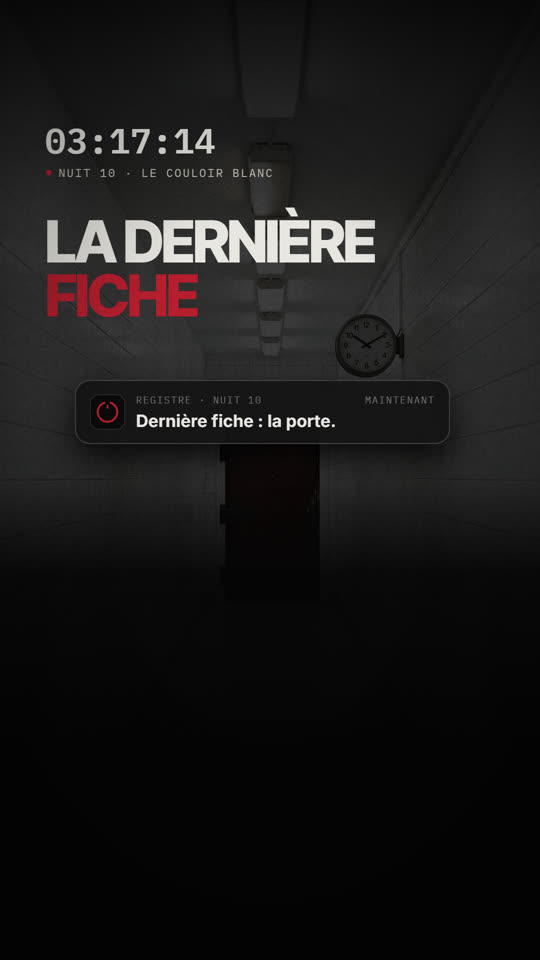 03:17:14
NUIT 10 · LE COULOIR BLANC
LA DERNIÈRE
FICHE
REGISTRE · NUIT 10
MAINTENANT
Dernière fiche : la porte.